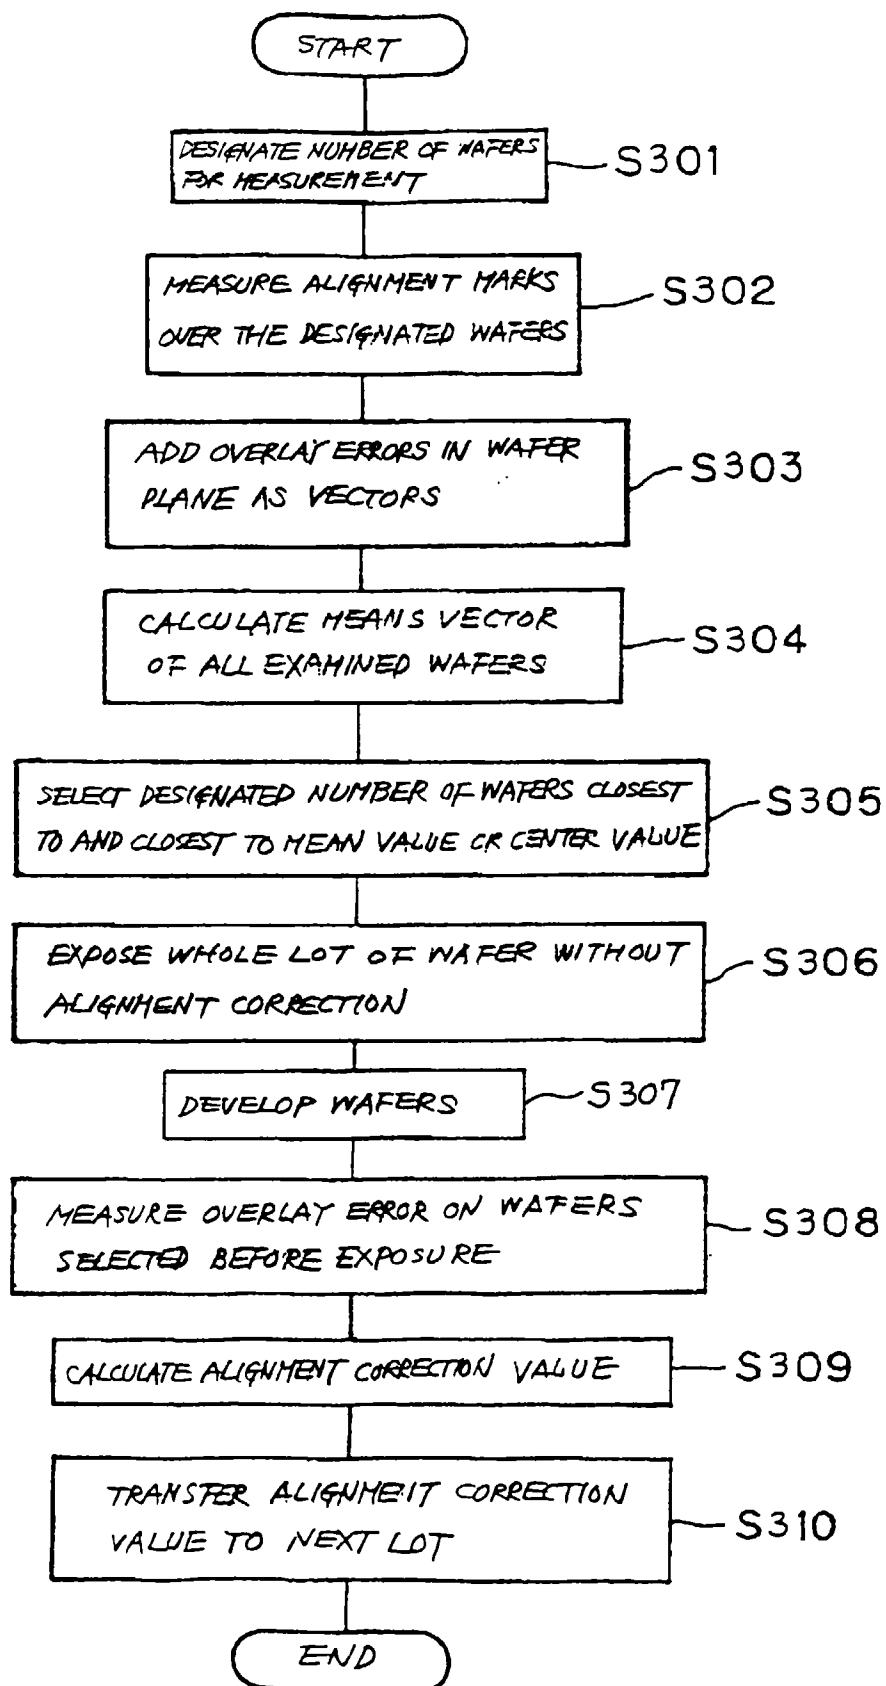 START
DESIGNATE NUMBER OF WAFERS
FOR MEASUREMENT
S301
MEASURE ALIGNMENT MARKS
OVER THE DESIGNATED WAFERS
S302
ADD OVERLAY ERRORS IN WAFER
PLANE AS VECTORS
S303
CALCULATE MEANS VECTOR
OF ALL EXAMINED WAFERS
S304
SELECT DESIGNATED NUMBER OF WAFERS CLOSEST
TO AND CLOSEST TO MEAN VALUE OR CENTER VALUE
S305
EXPOSE WHOLE LOT OF WAFER WITHOUT
ALIGNMENT CORRECTION
S306
DEVELOP WAFERS
S307
MEASURE OVERLAY ERROR ON WAFERS
SELECTED BEFORE EXPOSURE
S308
CALCULATE ALIGNMENT CORRECTION VALUE
S309
TRANSFER ALIGNMENT CORRECTION
VALUE TO NEXT LOT
S310
END